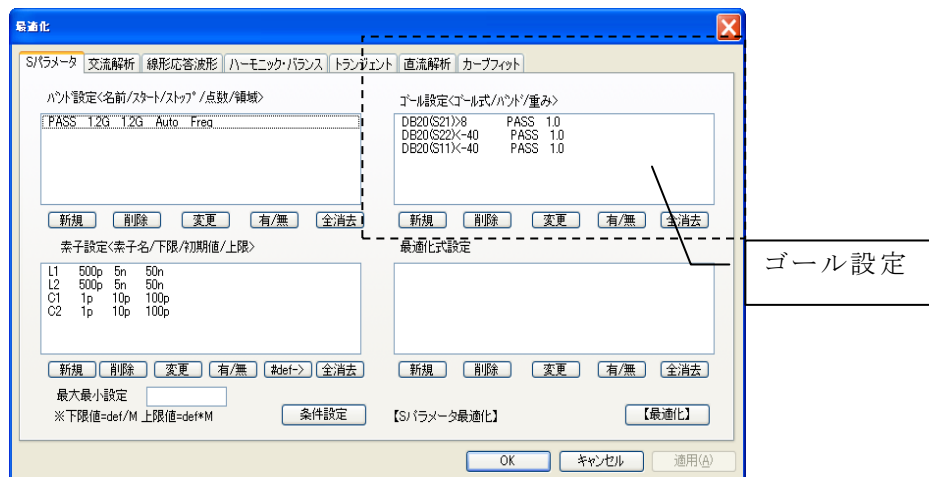 最適化
Sパラメータ 交流解析 線形応答波形 ハーモニック・バランス トランジェント 直流解析 カーブフィット
バンド設定<名前/スタート/ストップ/点数/領域>
PASS 1.2G 1.2G Auto Freq
新規 削除 変更 有/無 全消去
ゴール設定<ゴール式/バンド/重み>
DB20(S21)>8 PASS 1.0
DB20(S22)<-40 PASS 1.0
DB20(S11)<-40 PASS 1.0
新規 削除 変更 有/無 全消去
ゴール設定
素子設定<素子名/下限/初期値/上限>
L1 500p 5n 50n
L2 500p 5n 50n
C1 1p 10p 100p
C2 1p 10p 100p
新規 削除 変更 有/無 #def-> 全消去
最適化式設定
新規 削除 変更 有/無 全消去
最大最小設定
※下限値=def/M 上限値=def*M
条件設定
【Sパラメータ最適化】
【最適化】
OK キャンセル 適用(A)